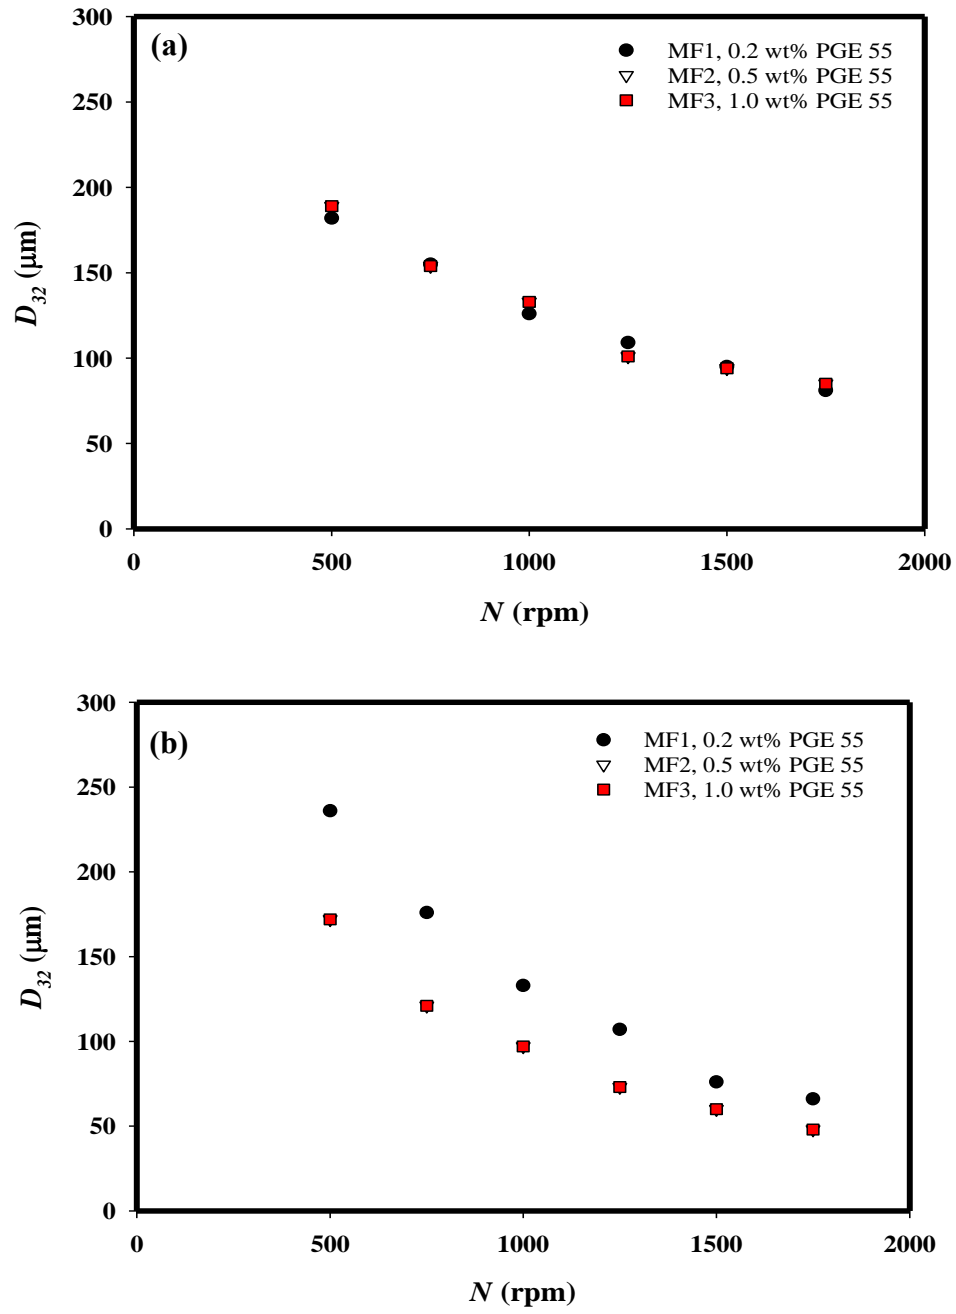 (a)
MF1, 0.2 wt% PGE 55
MF2, 0.5 wt% PGE 55
MF3, 1.0 wt% PGE 55
300
250
200
150
100
50
0
D32 (μm)
0 500 1000 1500 2000
N (rpm)
(b)
MF1, 0.2 wt% PGE 55
MF2, 0.5 wt% PGE 55
MF3, 1.0 wt% PGE 55
300
250
200
150
100
50
0
D32 (μm)
0 500 1000 1500 2000
N (rpm)